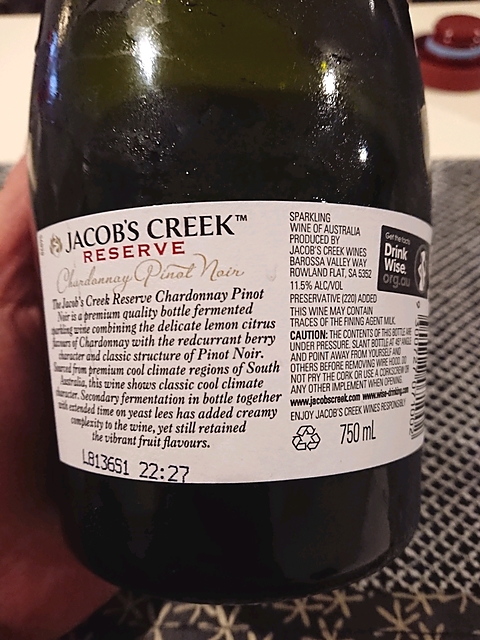 JACOB'S CREEK™
RESERVE
Chardonnay Pinot Noir
The Jacob's Creek Reserve Chardonnay Pinot
Noir is a premium quality bottle fermented
wine combining the delicate lemon citrus
flavours of Chardonnay with the redcurrant berry
character and classic structure of Pinot Noir.
from premium cool climate regions of South
this wine shows classic cool climate
character. Secondary fermentation in bottle together
with extended time on yeast lees has added creamy
complexity to the wine, yet still retained
the vibrant fruit flavours.
L813651 22:27
SPARKLING
WINE OF AUSTRALIA
PRODUCED BY
JACOB'S CREEK WINES
BAROSSA VALLEY WAY
ROWLAND FLAT, SA 5352
11.5% ALC/VOL
PRESERVATIVE (220) ADDED
THIS WINE MAY CONTAIN
TRACES OF THE FINING AGENT MILK.
CAUTION: THE CONTENTS OF THIS BOTTLE ARE
UNDER PRESSURE. SLANT BOTTLE AT 45° ANGLE
AND POINT AWAY FROM YOURSELF AND
OTHERS BEFORE REMOVING WIRE HOOD. DO
NOT PRY THE CORK OR USE A CORKSCREW OR
ANY OTHER IMPLEMENT WHEN OPENING.
www.jacobscreek.com www.wise-drinking.com
ENJOY JACOB'S CREEK WINES RESPONSIBLY
750 mL
Get the facts
Drink
Wise.
org.au